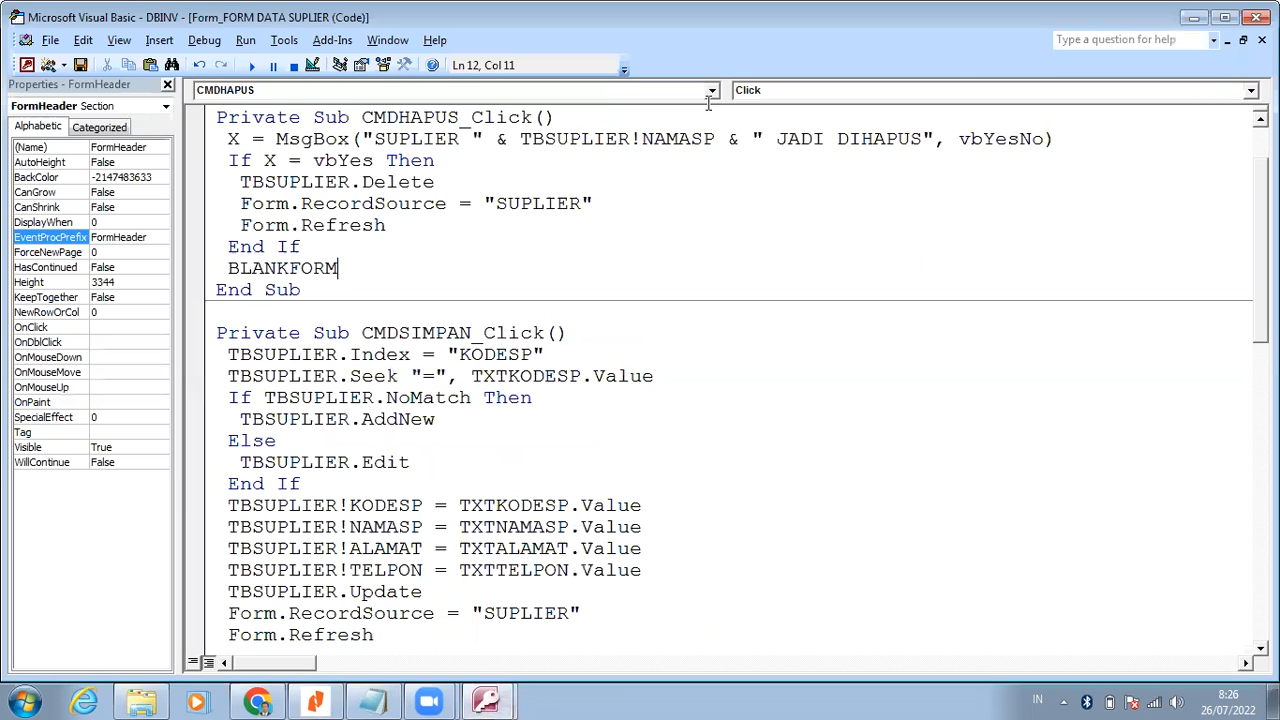 Microsoft Visual Basic - DBINV - [Form_FORM DATA SUPLIER (Code)]
File Edit View Insert Debug Run Tools Add-Ins Window Help
Type a question for help
Ln 12, Col 11
Properties - FormHeader
FormHeader Section
Alphabetic Categorized
(Name) FormHeader
AutoHeight False
BackColor -2147483633
CanGrow False
CanShrink False
DisplayWhen 0
EventProcPrefix FormHeader
ForceNewPage 0
HasContinued False
Height 3344
KeepTogether False
NewRowOrCol 0
OnClick
OnDblClick
OnMouseDown
OnMouseMove
OnMouseUp
OnPaint
SpecialEffect 0
Tag
Visible True
WillContinue False
CMDHAPUS
Click
Private Sub CMDHAPUS_Click()
X = MsgBox("SUPLIER " & TBSUPLIER!NAMASP & " JADI DIHAPUS", vbYesNo)
If X = vbYes Then
TBSUPLIER.Delete
Form.RecordSource = "SUPLIER"
Form.Refresh
End If
BLANKFORM
End Sub
Private Sub CMDSIMPAN_Click()
TBSUPLIER.Index = "KODESP"
TBSUPLIER.Seek "=", TXTKODESP.Value
If TBSUPLIER.NoMatch Then
TBSUPLIER.AddNew
Else
TBSUPLIER.Edit
End If
TBSUPLIER!KODESP = TXTKODESP.Value
TBSUPLIER!NAMASP = TXTNAMASP.Value
TBSUPLIER!ALAMAT = TXTALAMAT.Value
TBSUPLIER!TELPON = TXTTELPON.Value
TBSUPLIER.Update
Form.RecordSource = "SUPLIER"
Form.Refresh
IN
8:26
26/07/2022